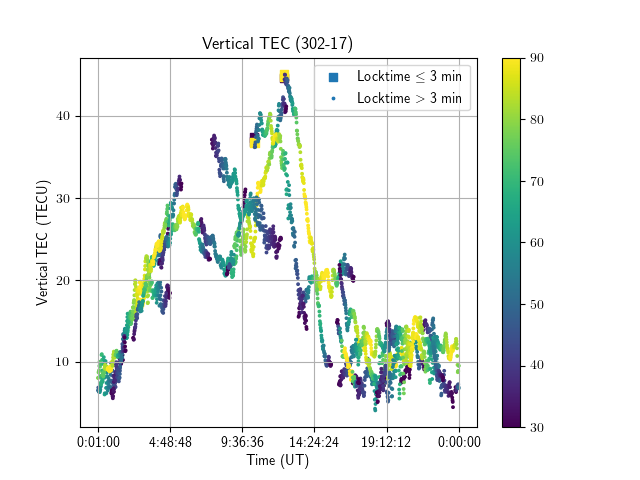 Vertical TEC (302-17)
Locktime ≤ 3 min
Locktime > 3 min
Vertical TEC (TECU)
40
30
20
10
0:01:00 4:48:48 9:36:36 14:24:24 19:12:12 0:00:00
Time (UT)
90
80
70
60
50
40
30